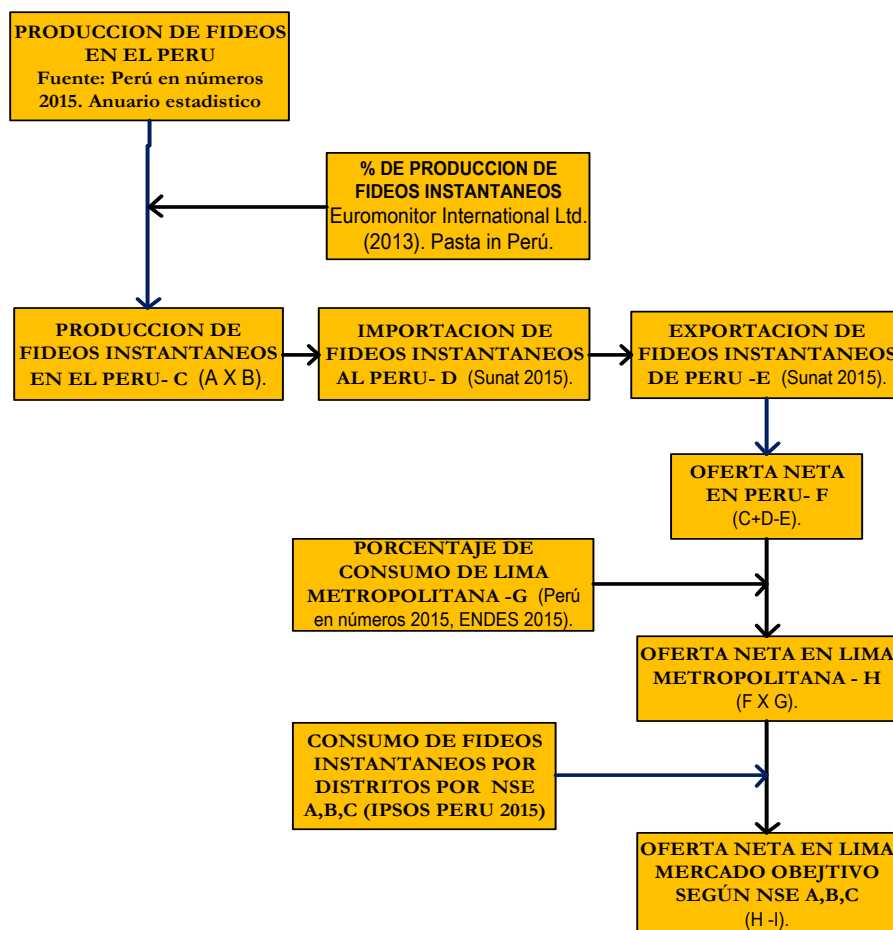 PRODUCCION DE FIDEOS
EN EL PERU
Fuente: Perú en números
2015. Anuario estadistico
% DE PRODUCCION DE
FIDEOS INSTANTANEOS
Euromonitor International Ltd.
(2013). Pasta in Perú.
PRODUCCION DE
FIDEOS INSTANTANEOS
EN EL PERU- C (A X B).
IMPORTACION DE
FIDEOS INSTANTANEOS
AL PERU- D (Sunat 2015).
EXPORTACION DE
FIDEOS INSTANTANEOS
DE PERU -E (Sunat 2015).
OFERTA NETA
EN PERU- F
(C+D-E).
PORCENTAJE DE
CONSUMO DE LIMA
METROPOLITANA -G (Perú
en números 2015, ENDES 2015).
OFERTA NETA EN LIMA
METROPOLITANA - H
(F X G).
CONSUMO DE FIDEOS
INSTANTANEOS POR
DISTRITOS POR NSE
A,B,C (IPSOS PERU 2015)
OFERTA NETA EN LIMA
MERCADO OBEJTIVO
SEGÚN NSE A,B,C
(H -I).